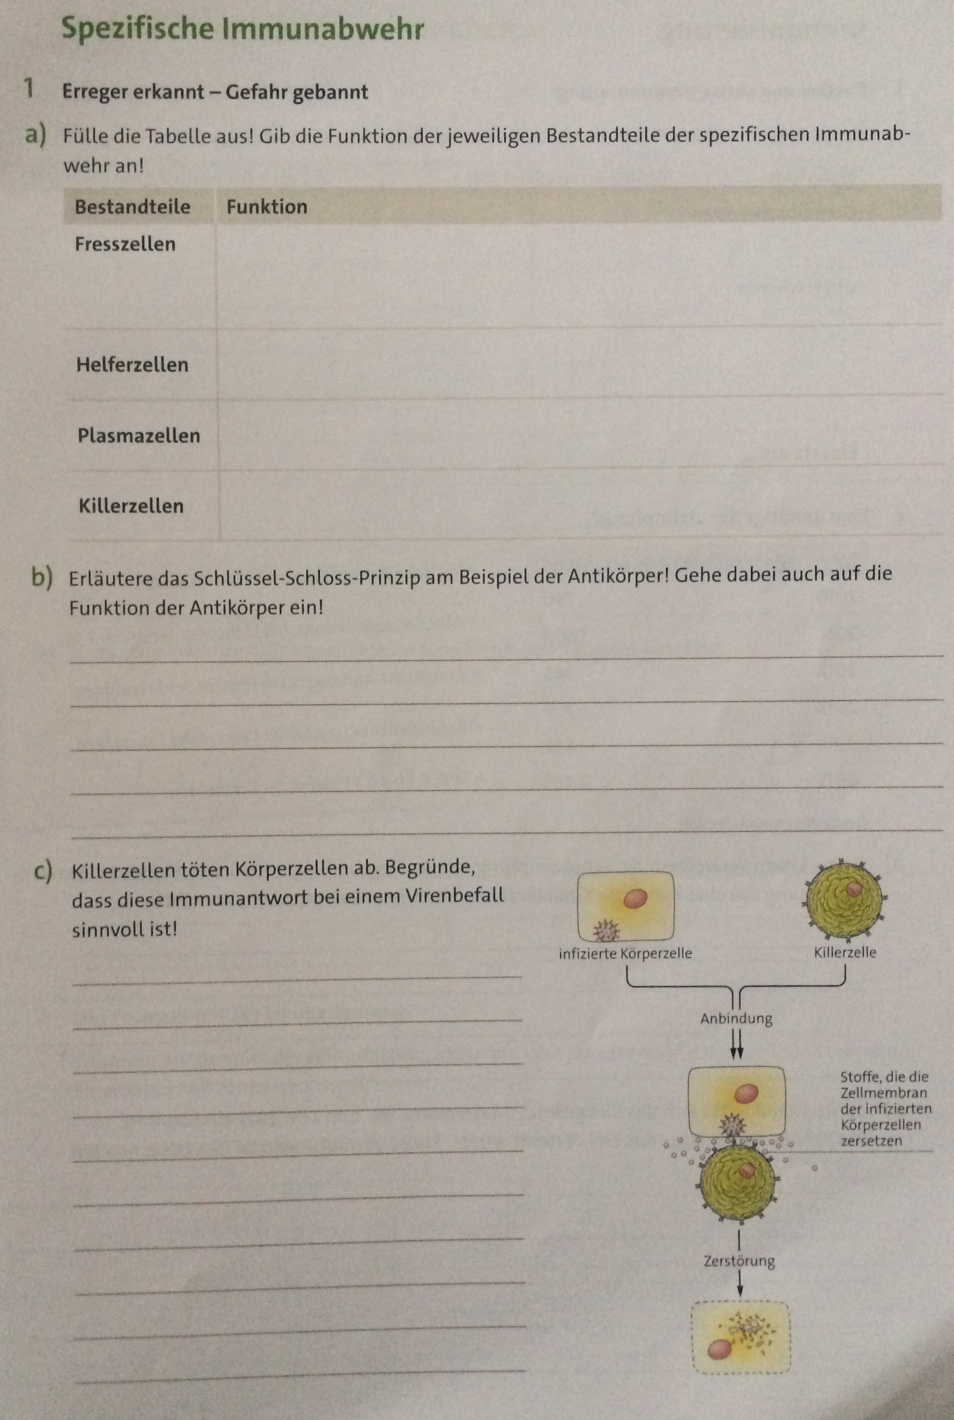 Spezifische Immunabwehr
1 Erreger erkannt – Gefahr gebannt
a) Fülle die Tabelle aus! Gib die Funktion der jeweiligen Bestandteile der spezifischen Immunab-
wehr an!
Bestandteile Funktion
Fresszellen
Helferzellen
Plasmazellen
Killerzellen
b) Erläutere das Schlüssel-Schloss-Prinzip am Beispiel der Antikörper! Gehe dabei auch auf die
Funktion der Antikörper ein!
c) Killerzellen töten Körperzellen ab. Begründe,
dass diese Immunantwort bei einem Virenbefall
sinnvoll ist!
infizierte Körperzelle
Killerzelle
Anbindung
Stoffe, die die
Zellmembran
der infizierten
Körperzellen
zersetzen
Zerstörung